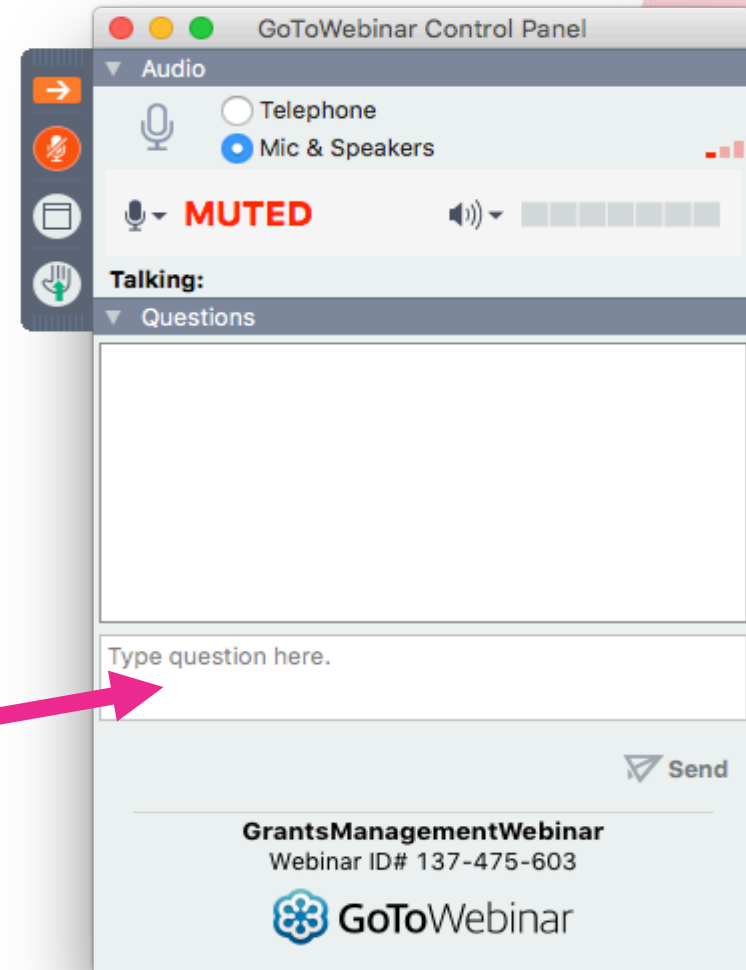 GoToWebinar Control Panel
Audio
Telephone
Mic & Speakers
MUTED
Talking:
Questions
Type question here.
Send
GrantsManagementWebinar
Webinar ID# 137-475-603
GoToWebinar